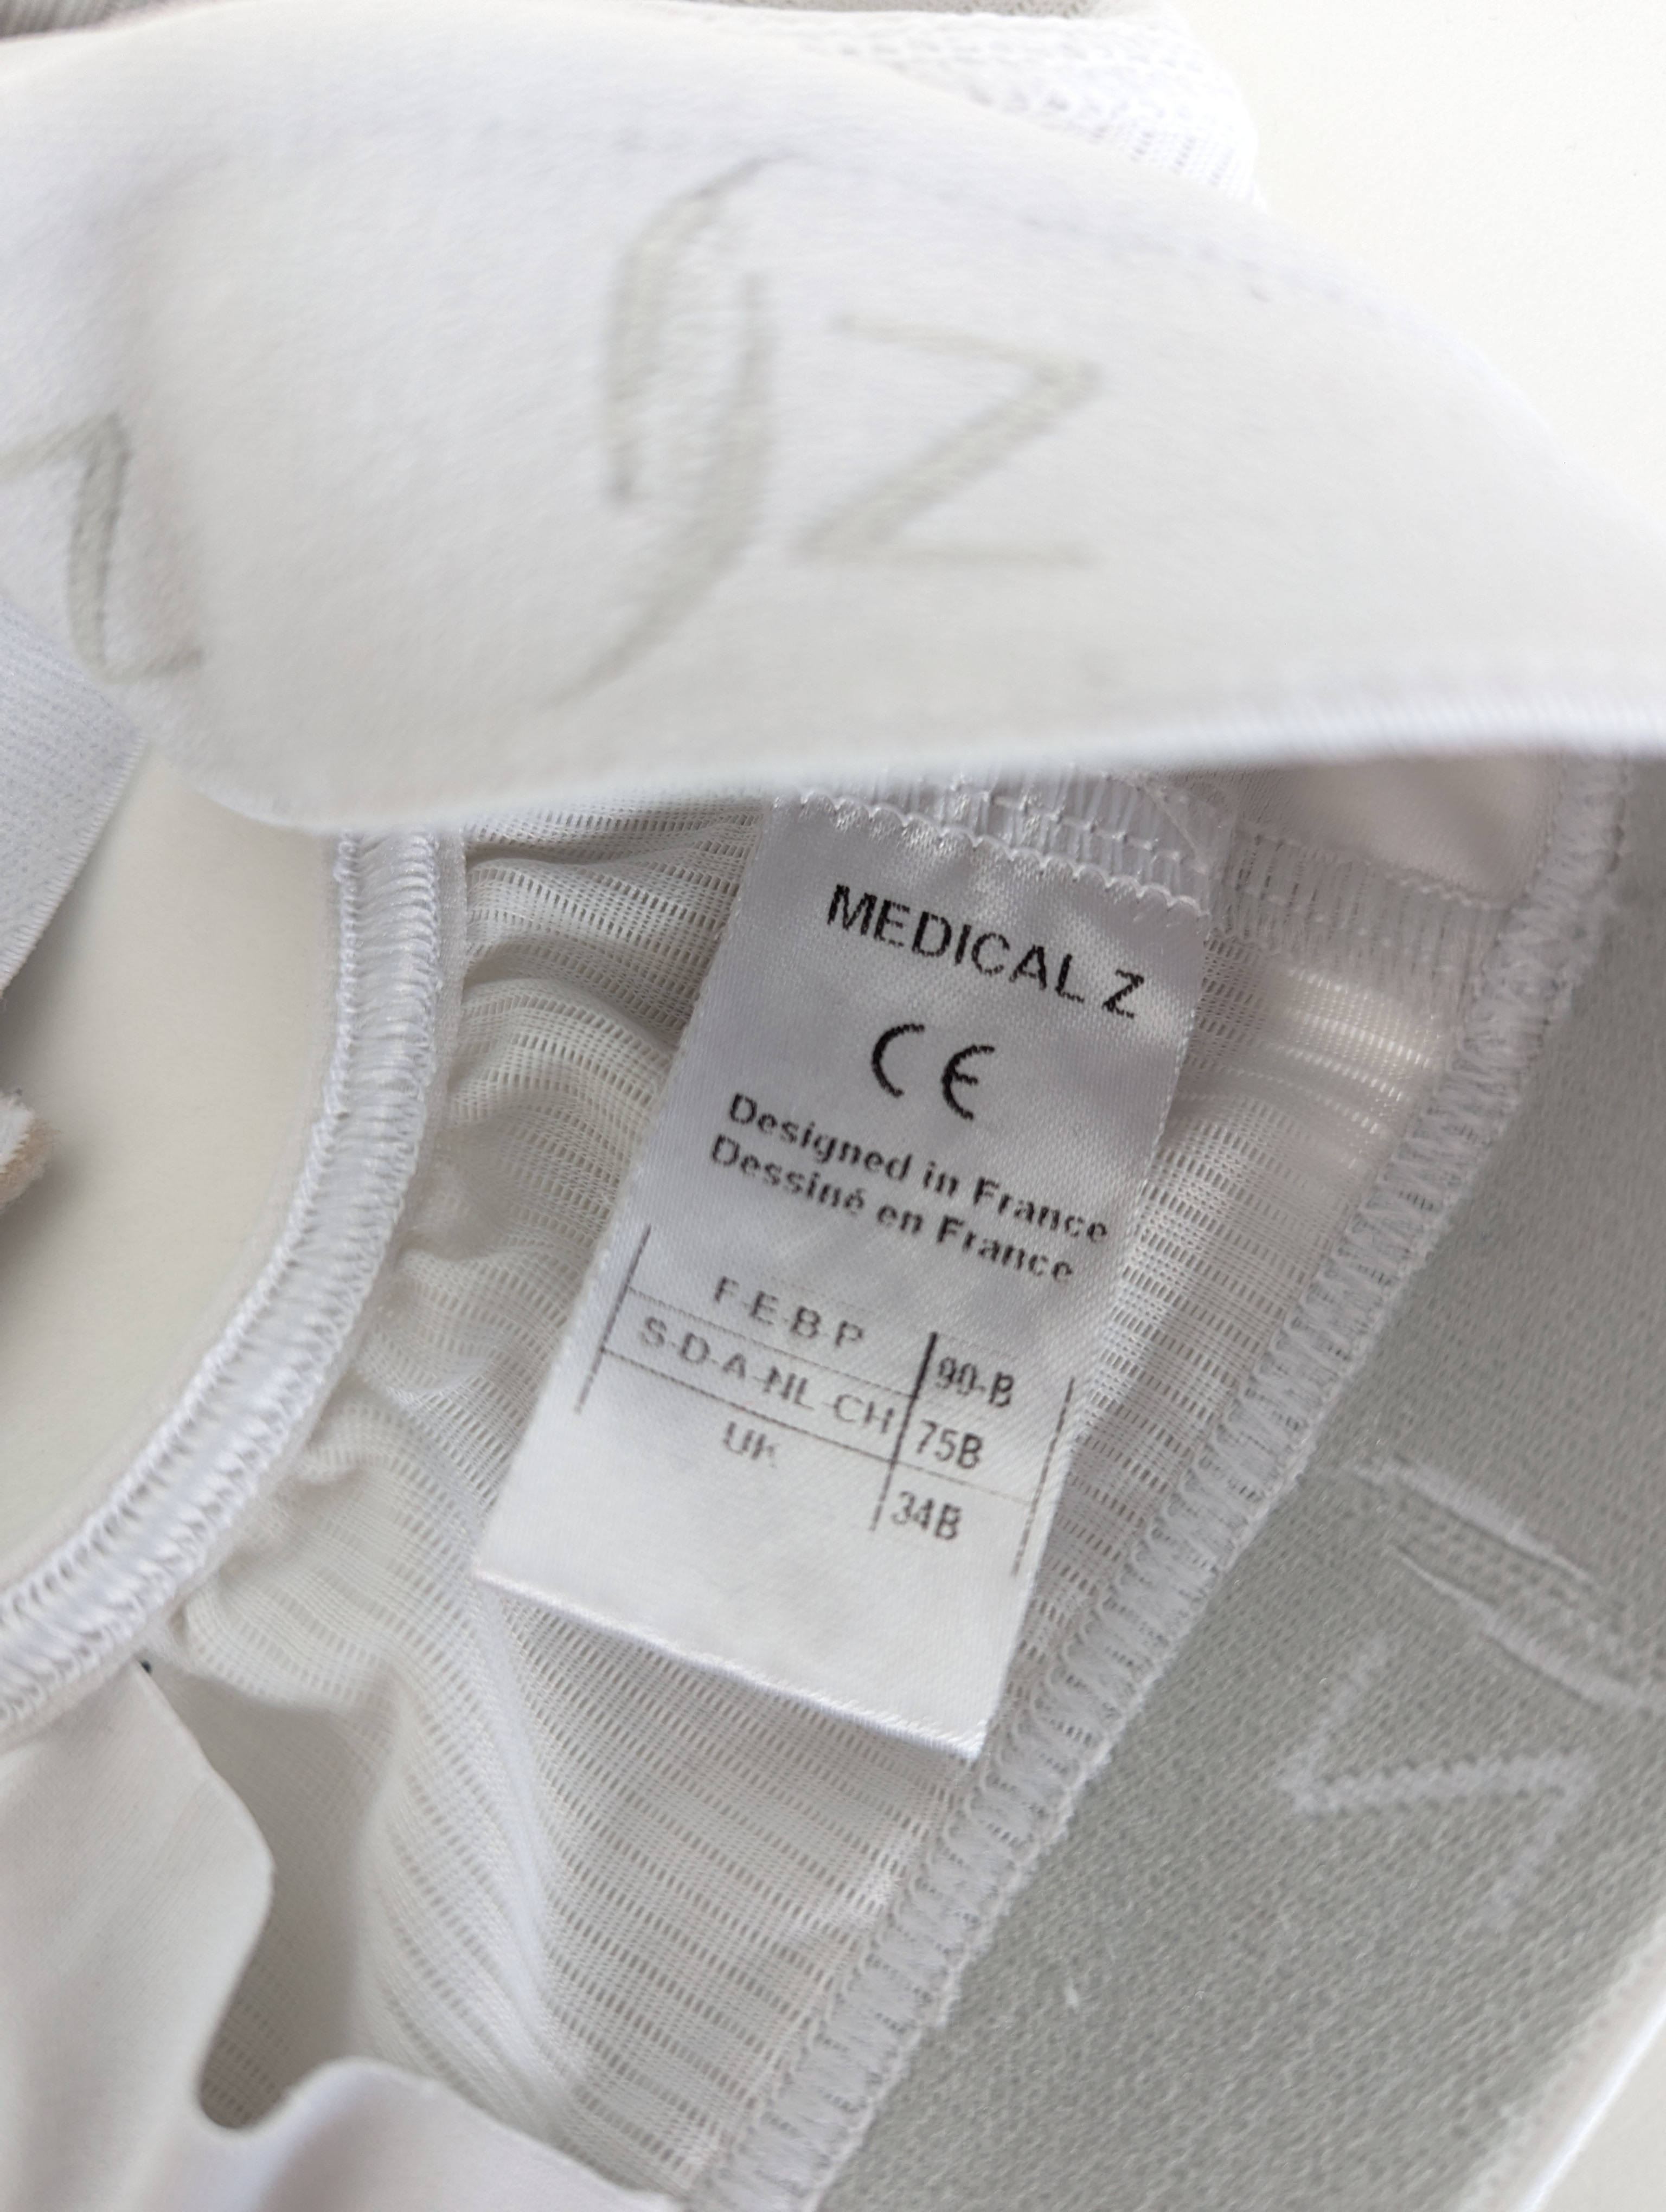 Z
MEDICAL Z
CE
Designed in France
Dessiné en France
F-E-B-P 90-B
S-D-A-NL-CH 75B
UK 34B
Z